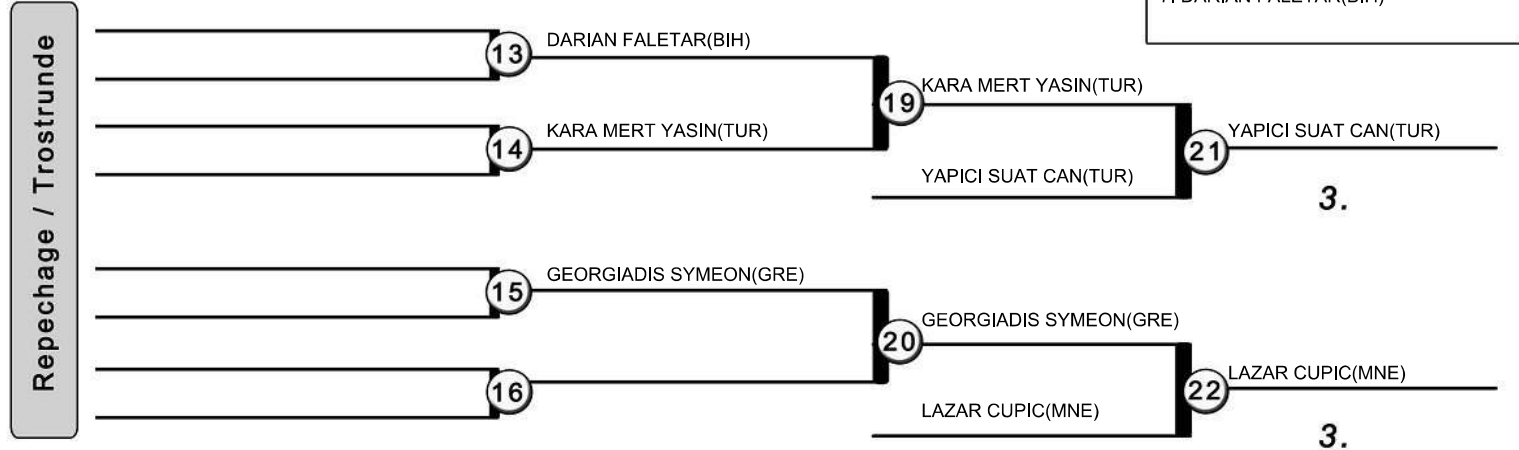 Repechage / Trostrunde
13
DARIAN FALETAR(BIH)
14
KARA MERT YASIN(TUR)
19
KARA MERT YASIN(TUR)
YAPICI SUAT CAN(TUR)
21
YAPICI SUAT CAN(TUR)
3.
15
GEORGIADIS SYMEON(GRE)
16
20
GEORGIADIS SYMEON(GRE)
LAZAR CUPIC(MNE)
22
LAZAR CUPIC(MNE)
3.